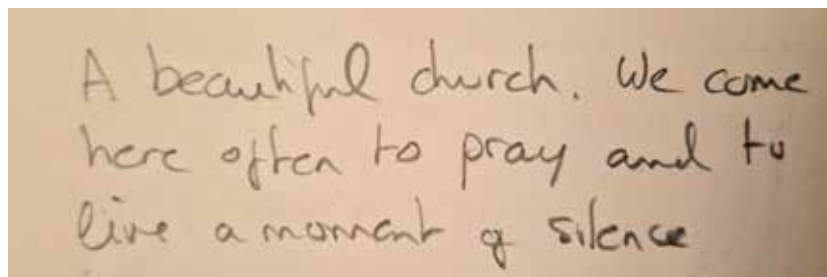 A beautiful church. We come
here often to pray and to
live a moment of silence